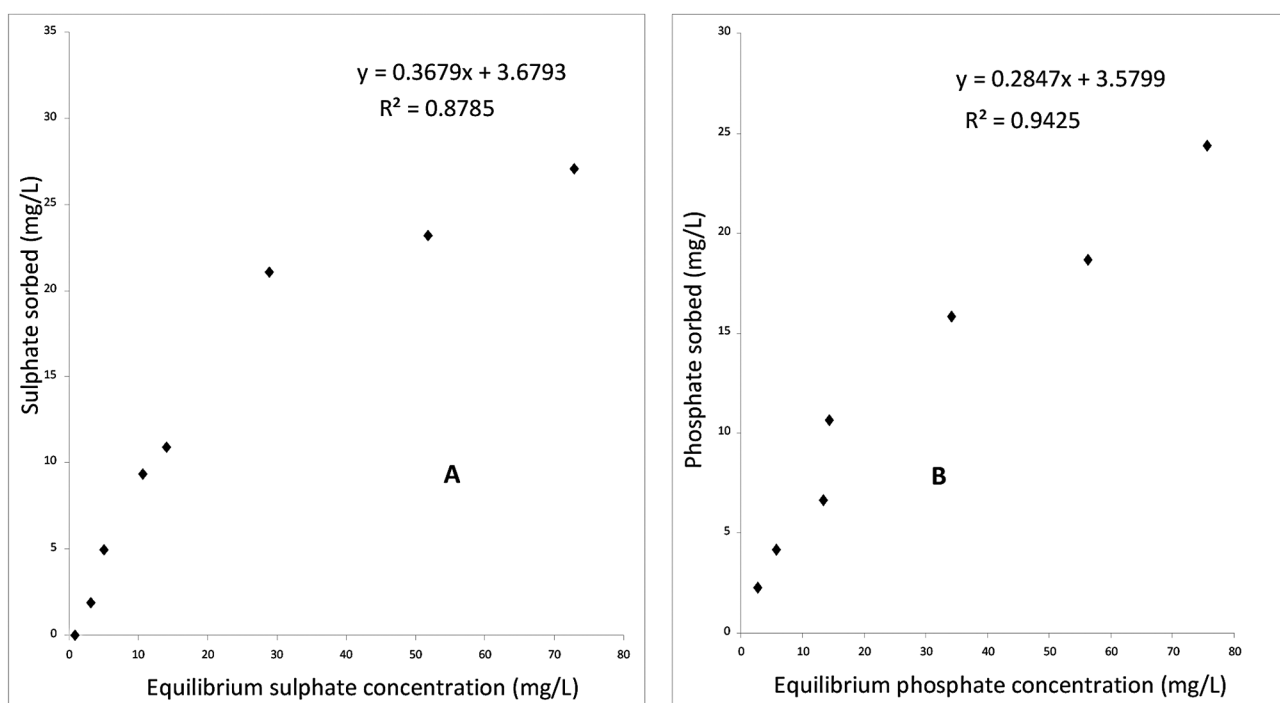 y = 0.3679x + 3.6793
R² = 0.8785
Sulphate sorbed (mg/L)
35
30
25
20
15
10
5
0
A
0 10 20 30 40 50 60 70 80
Equilibrium sulphate concentration (mg/L)
y = 0.2847x + 3.5799
R² = 0.9425
Phosphate sorbed (mg/L)
30
25
20
15
10
5
0
B
0 10 20 30 40 50 60 70 80
Equilibrium phosphate concentration (mg/L)